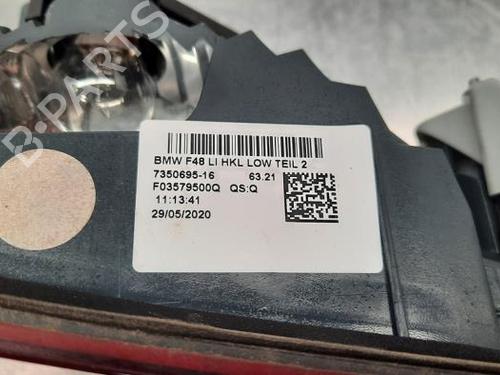 B-PARTS
BMW F48 LI HKL LOW TEIL 2
7350695-16 63.21
F03579500Q QS:Q
11:13:41
29/05/2020